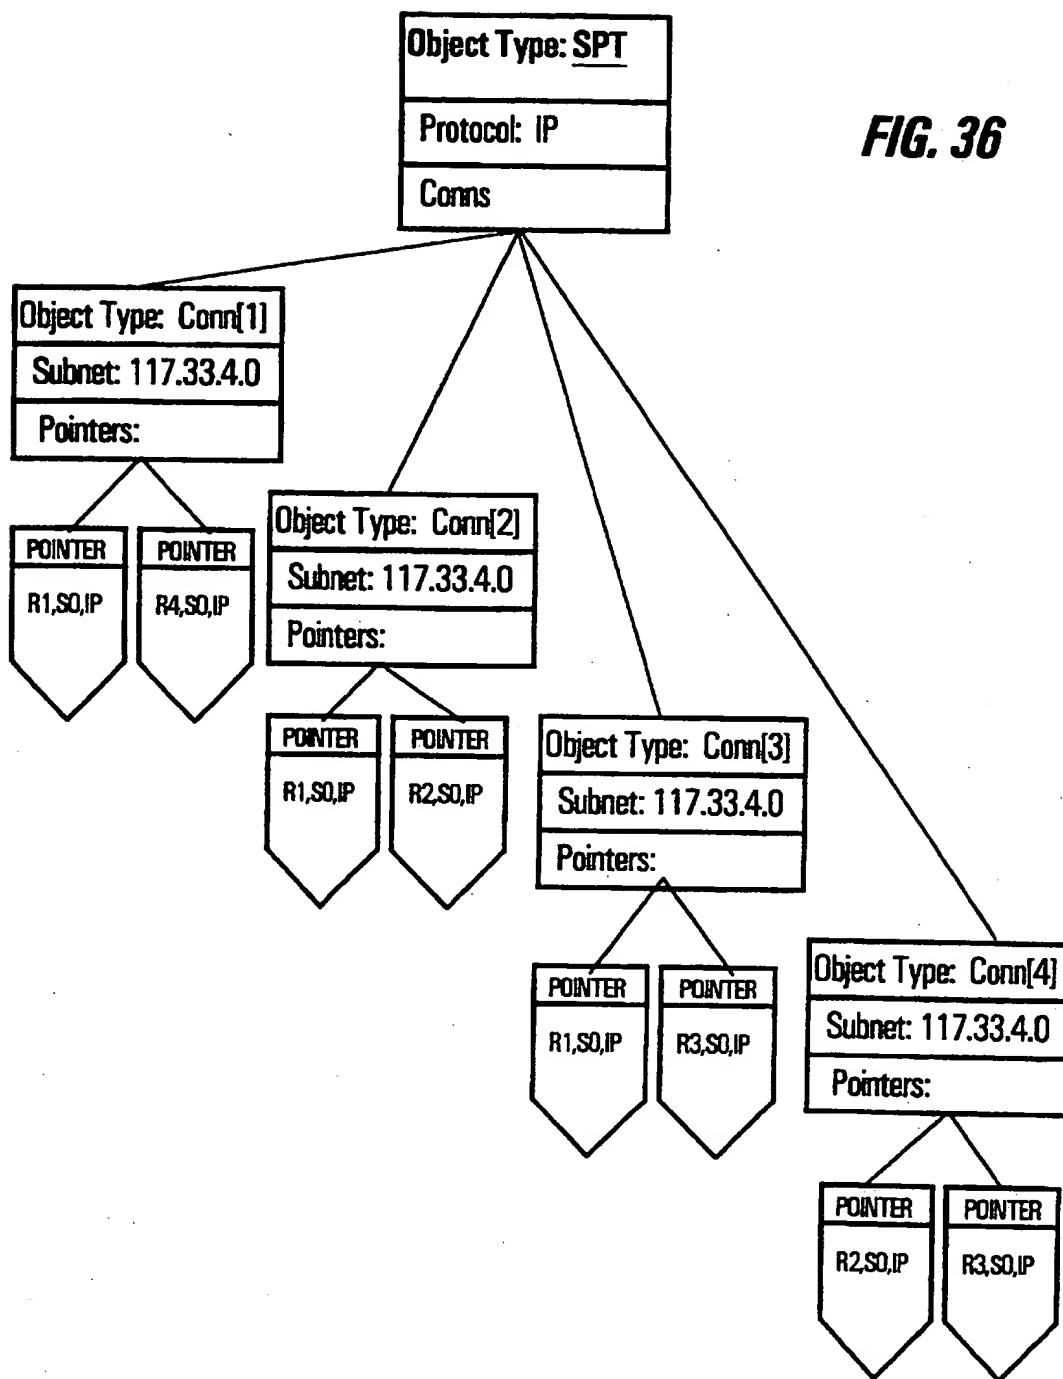 Object Type: SPT
Protocol: IP
Conns
FIG. 36
Object Type: Conn[1]
Subnet: 117.33.4.0
Pointers:
POINTER
R1,S0,IP
POINTER
R4,S0,IP
Object Type: Conn[2]
Subnet: 117.33.4.0
Pointers:
POINTER
R1,S0,IP
POINTER
R2,S0,IP
Object Type: Conn[3]
Subnet: 117.33.4.0
Pointers:
POINTER
R1,S0,IP
POINTER
R3,S0,IP
Object Type: Conn[4]
Subnet: 117.33.4.0
Pointers:
POINTER
R2,S0,IP
POINTER
R3,S0,IP